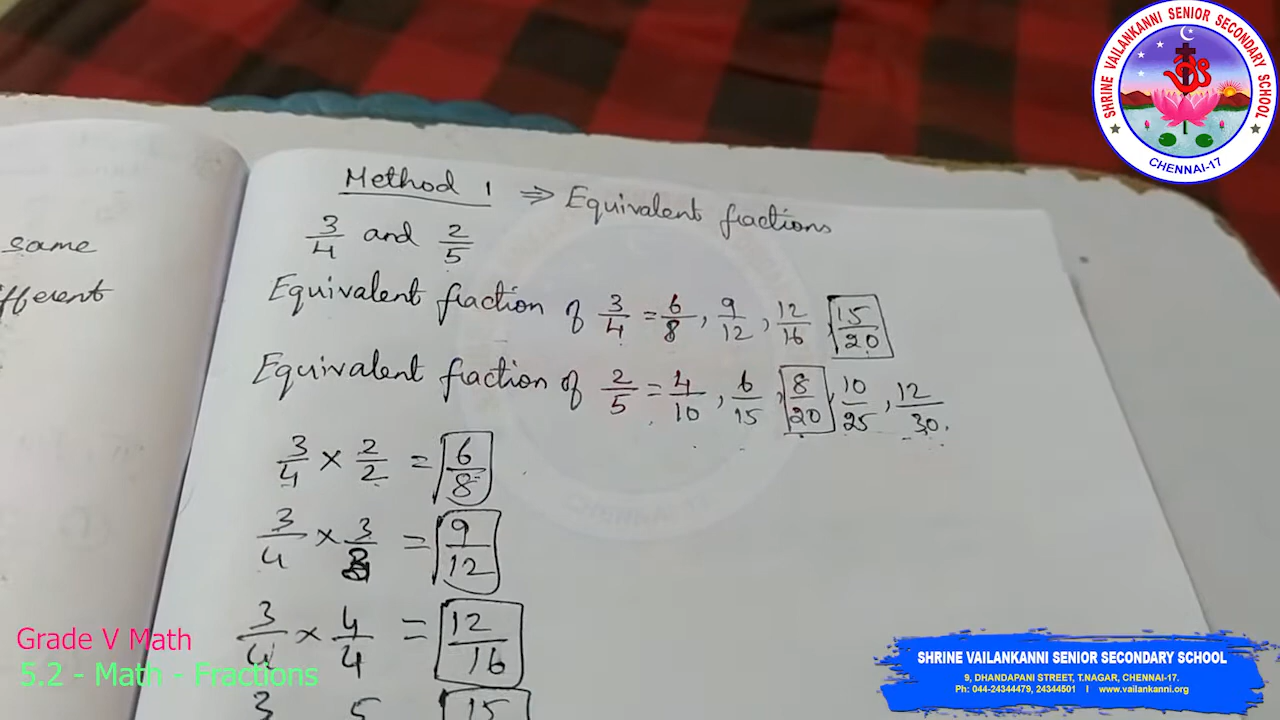 SHRINE VAILANKANNI SENIOR SECONDARY SCHOOL
CHENNAI-17
same
fferent
Method 1 ⇒ Equivalent fractions
3/4 and 2/5
Equivalent fraction of 3/4 = 6/8, 9/12, 12/16, 15/20
Equivalent fraction of 2/5 = 4/10, 6/15, 8/20, 10/25, 12/30.
3/4 × 2/2 = 6/8
3/4 × 3/3 = 9/12
3/4 × 4/4 = 12/16
3 5 15
Grade V Math
5.2 - Math - Fractions
SHRINE VAILANKANNI SENIOR SECONDARY SCHOOL
9, DHANDAPANI STREET, T.NAGAR, CHENNAI-17.
Ph: 044-24344479, 24344501 I www.vailankanni.org